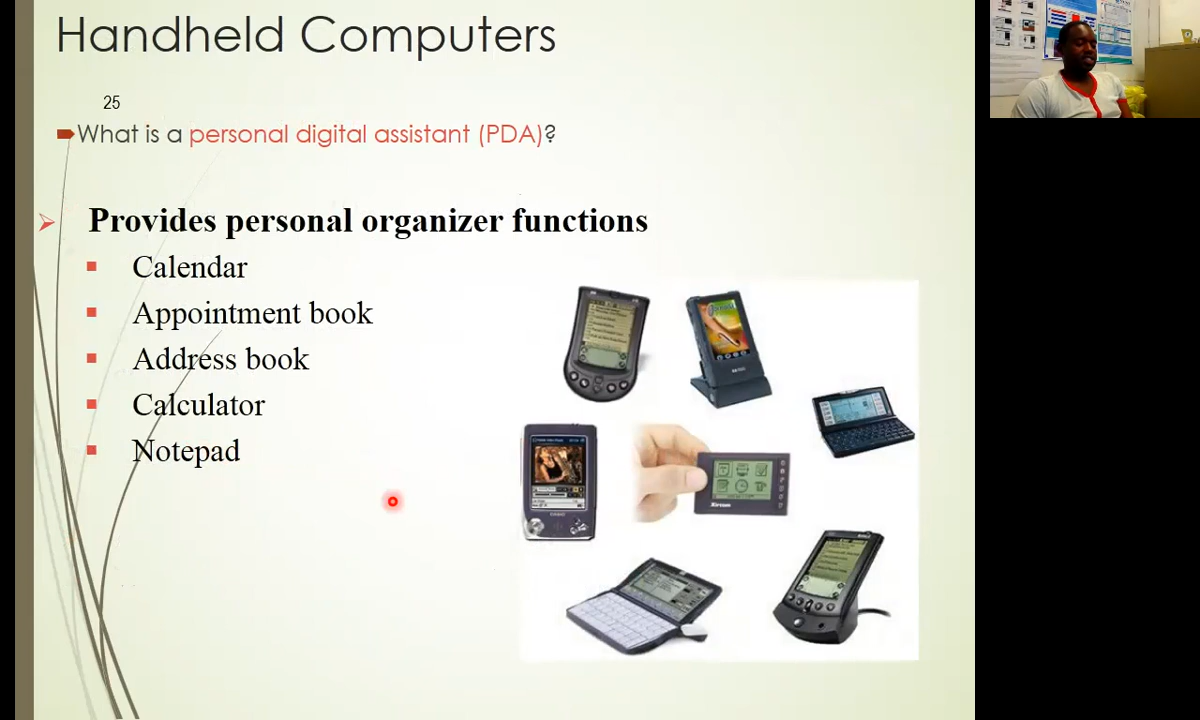 Handheld Computers
25
What is a personal digital assistant (PDA)?
Provides personal organizer functions
Calendar
Appointment book
Address book
Calculator
Notepad